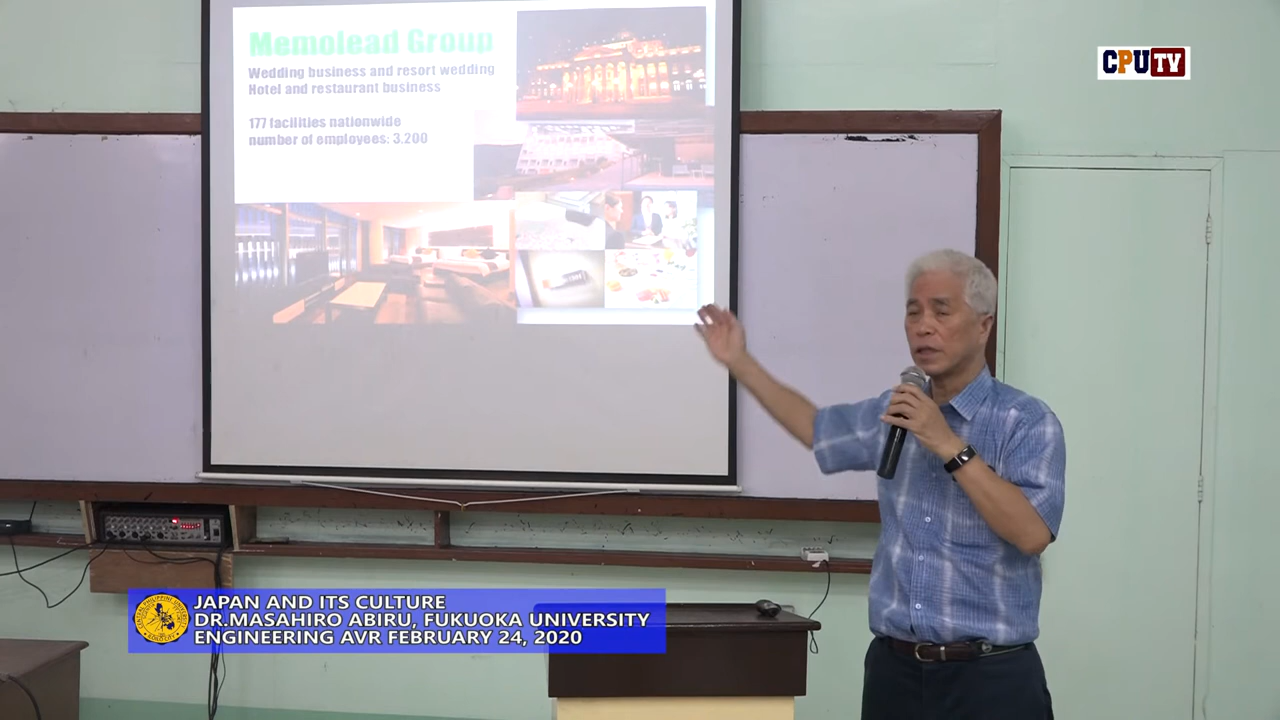 Memolead Group
Wedding business and resort wedding
Hotel and restaurant business
177 facilities nationwide
number of employees: 3.200
CPUTV
JAPAN AND ITS CULTURE
DR.MASAHIRO ABIRU, FUKUOKA UNIVERSITY
ENGINEERING AVR FEBRUARY 24, 2020